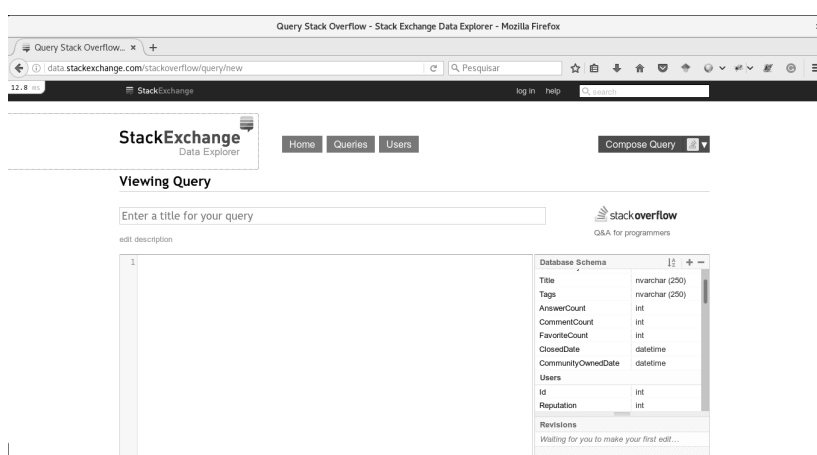 Query Stack Overflow - Stack Exchange Data Explorer - Mozilla Firefox
Query Stack Overflow... × +
data.stackexchange.com/stackoverflow/query/new
Pesquisar
12.8 ms
StackExchange
log in help search
StackExchange
Data Explorer
Home Queries Users
Compose Query
Viewing Query
Enter a title for your query
stackoverflow
Q&A for programmers
edit description
1
Database Schema
Title nvarchar (250)
Tags nvarchar (250)
AnswerCount int
CommentCount int
FavoriteCount int
ClosedDate datetime
CommunityOwnedDate datetime
Users
Id int
Reputation int
Revisions
Waiting for you to make your first edit…